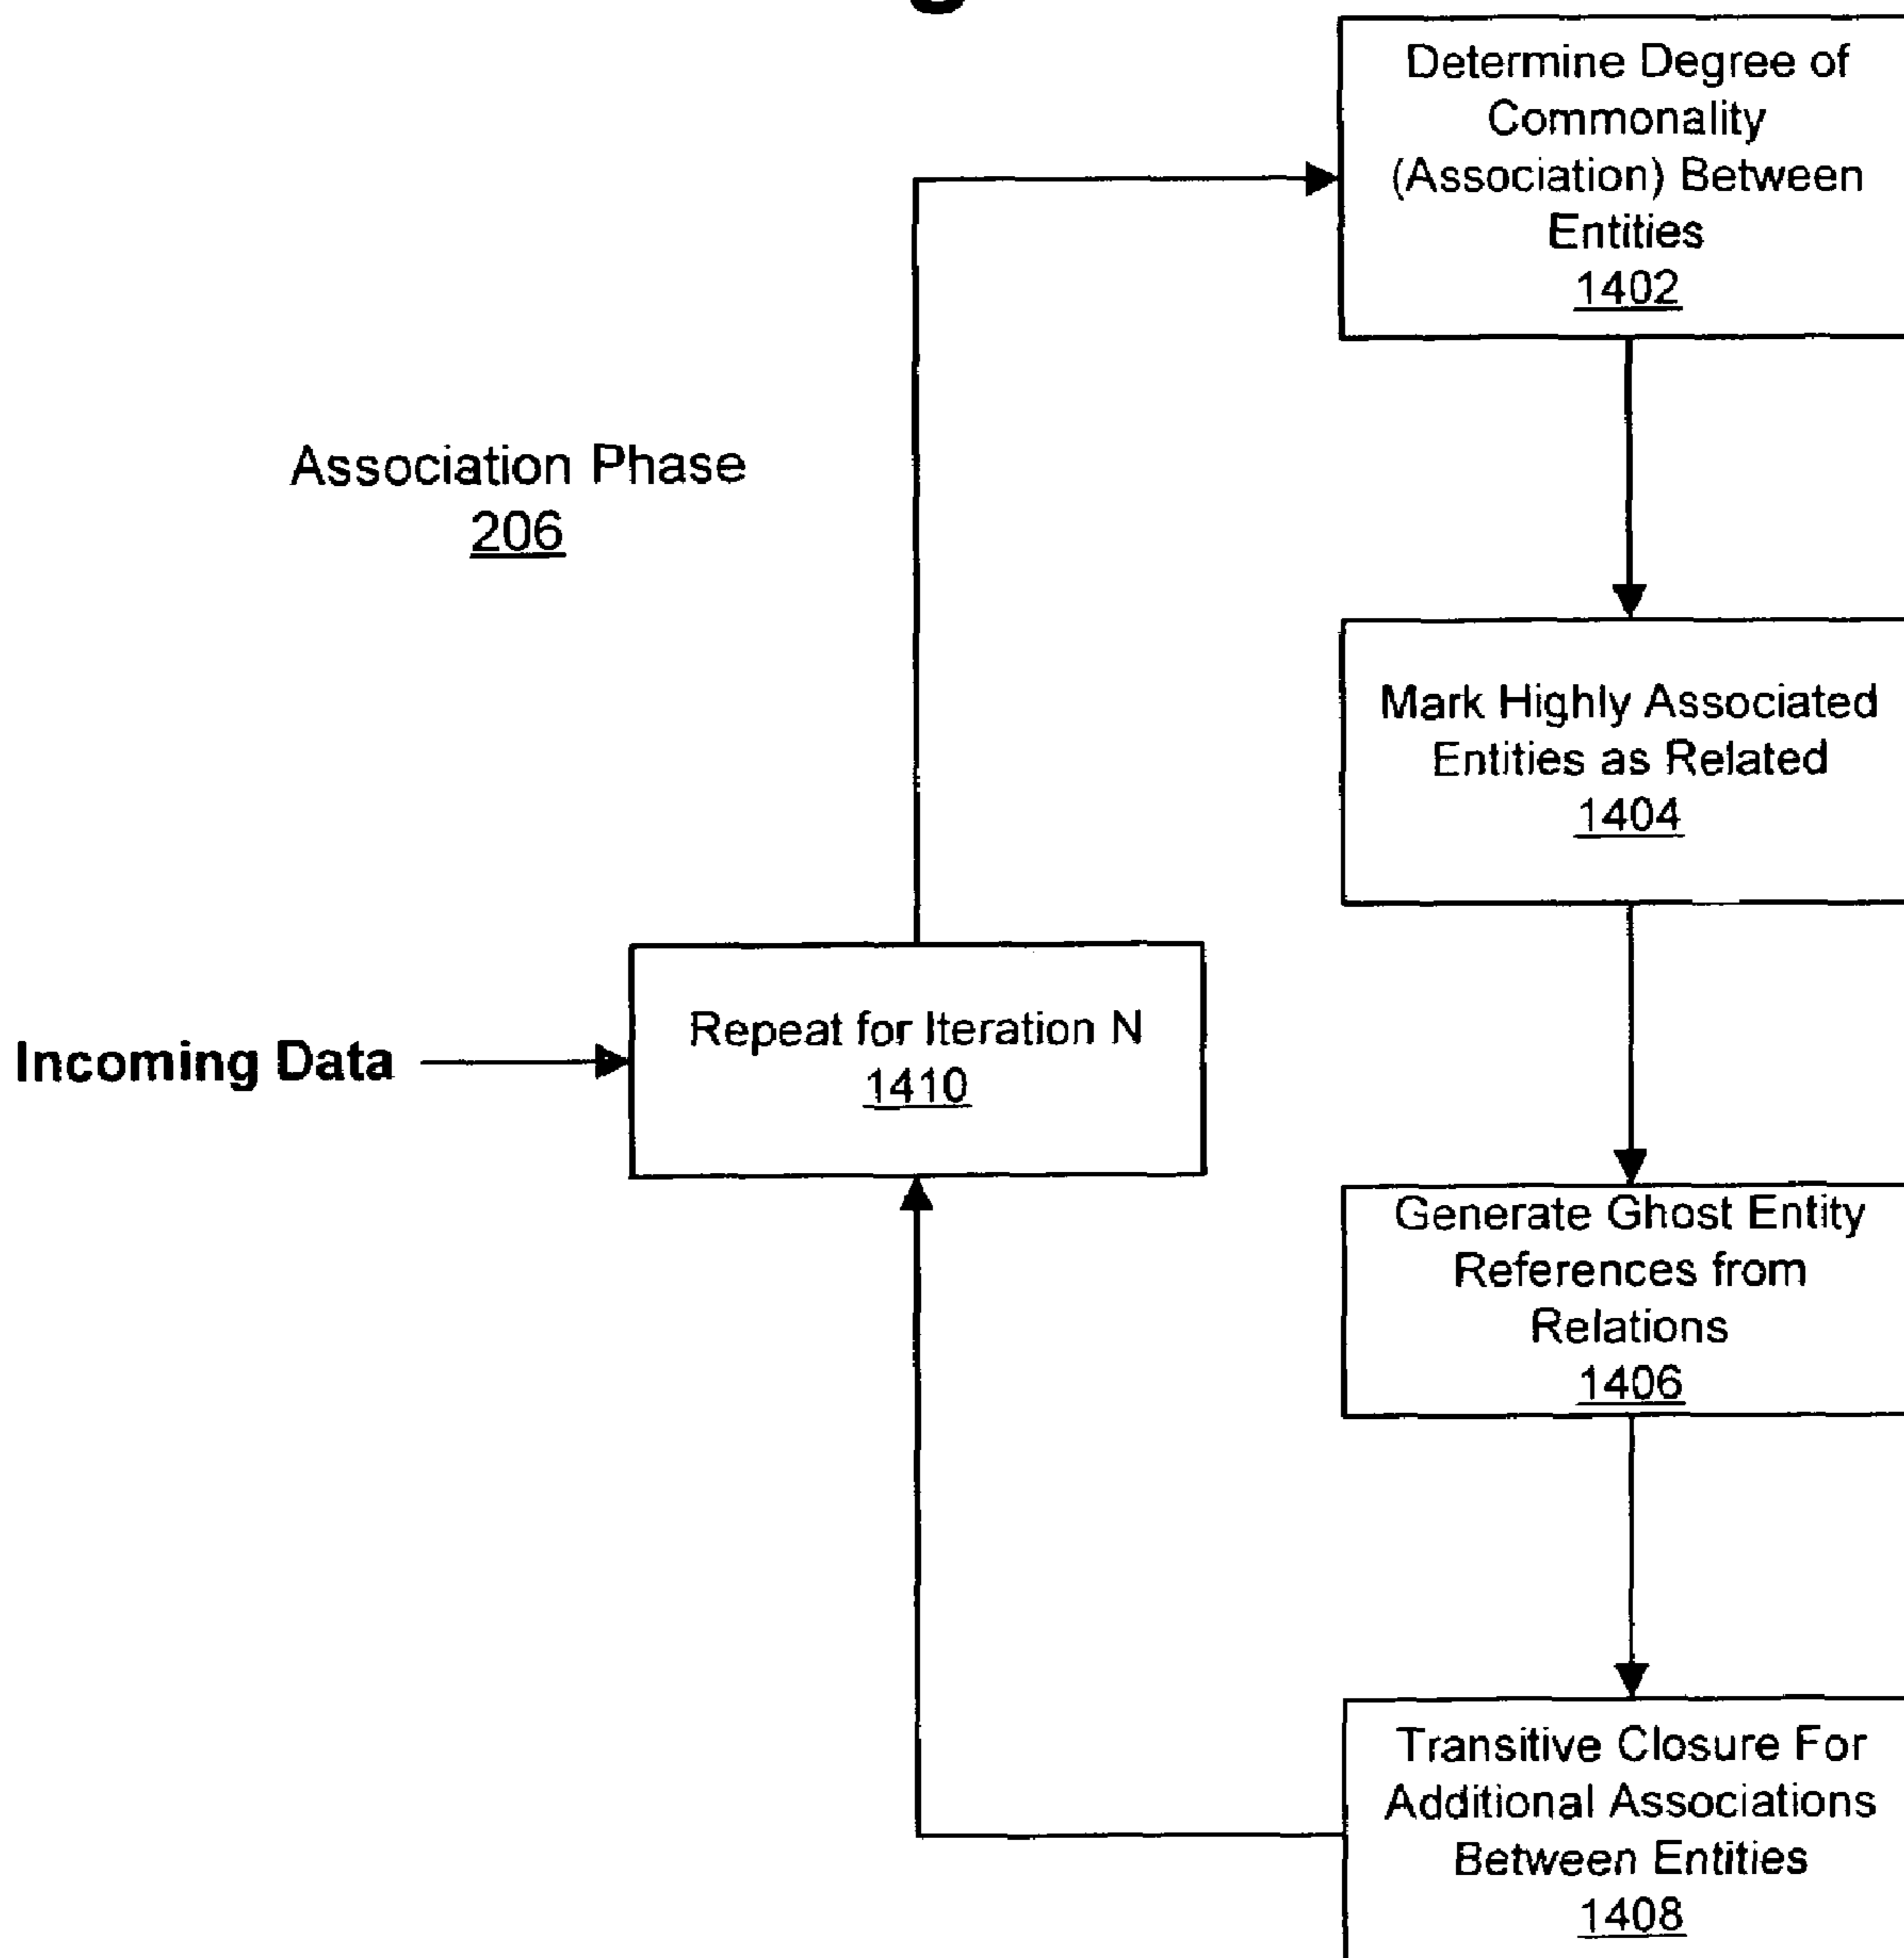 Determine Degree of
Commonality
(Association) Between
Entities
1402
Association Phase
206
Mark Highly Associated
Entities as Related
1404
Incoming Data
Repeat for Iteration N
1410
Generate Ghost Entity
References from
Relations
1406
Transitive Closure For
Additional Associations
Between Entities
1408